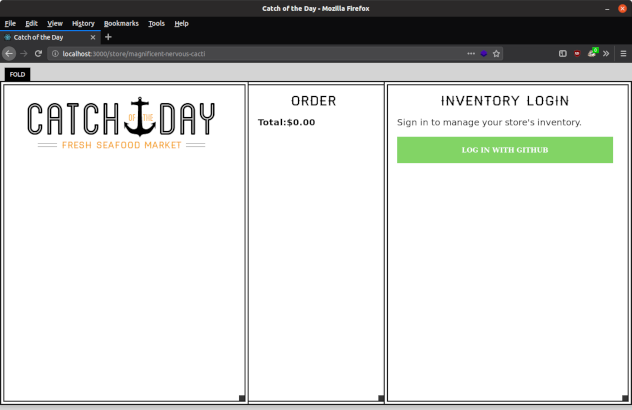 Catch of the Day - Mozilla Firefox
File Edit View History Bookmarks Tools Help
Catch of the Day
localhost:3000/store/magnificent-nervous-cacti
FOLD
CATCH OF THE DAY
FRESH SEAFOOD MARKET
ORDER
Total:$0.00
INVENTORY LOGIN
Sign in to manage your store's inventory.
LOG IN WITH GITHUB